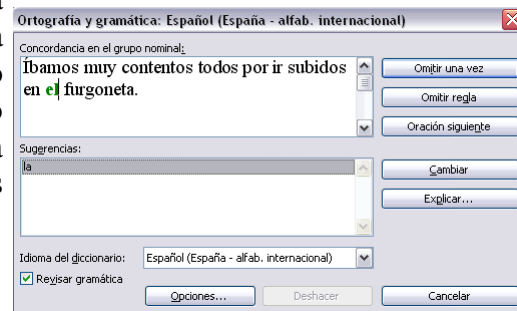 Ortografía y gramática: Español (España - alfab. internacional)
Concordancia en el grupo nominal:
Íbamos muy contentos todos por ir subidos
en el furgoneta.
Omitir una vez
Omitir regla
Oración siguiente
Sugerencias:
la
Cambiar
Explicar...
Idioma del diccionario: Español (España - alfab. internacional)
Revisar gramática
Opciones... Deshacer Cancelar